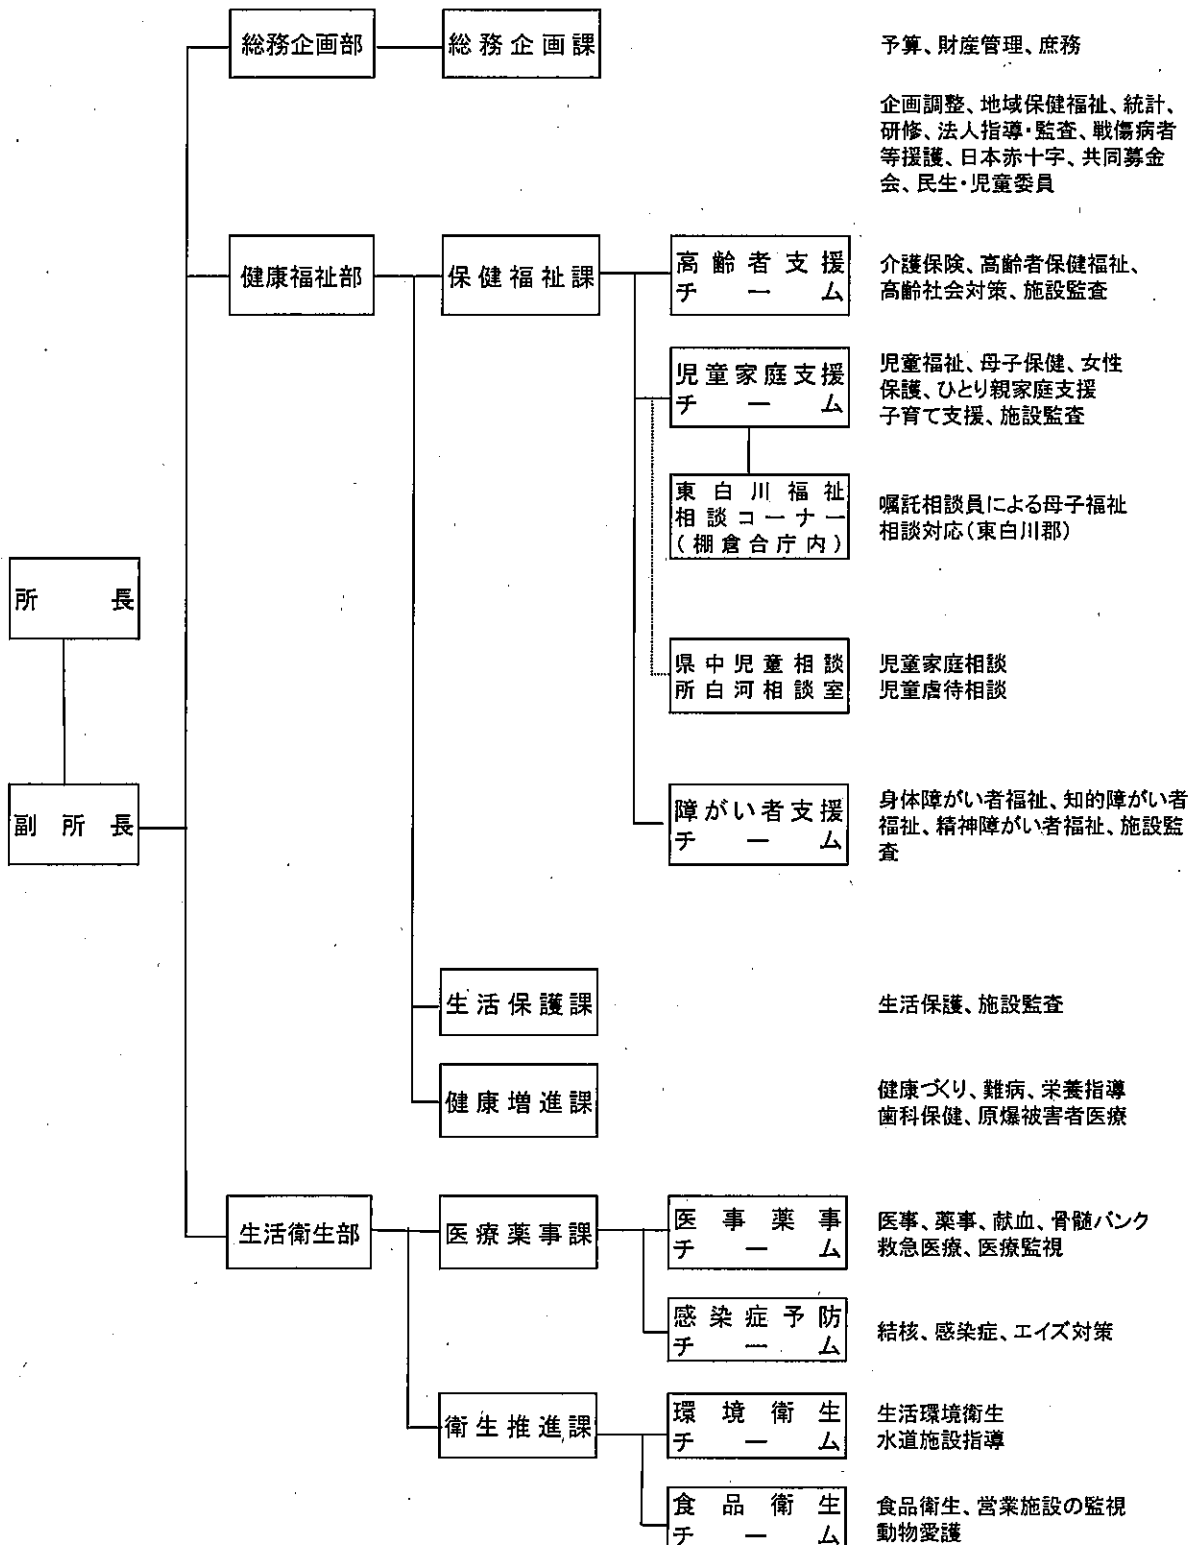 総務企画部
総務企画課
予算、財産管理、庶務
企画調整、地域保健福祉、統計、
研修、法人指導・監査、戦傷病者
等援護、日本赤十字、共同募金
会、民生・児童委員
健康福祉部
保健福祉課
高齢者支援
チーム
介護保険、高齢者保健福祉、
高齢社会対策、施設監査
児童家庭支援
チーム
児童福祉、母子保健、女性
保護、ひとり親家庭支援
子育て支援、施設監査
東白川福祉
相談コーナー
(棚倉合庁内)
嘱託相談員による母子福祉
相談対応(東白川郡)
所長
県中児童相談
所白河相談室
児童家庭相談
児童虐待相談
副所長
障がい者支援
チーム
身体障がい者福祉、知的障がい者
福祉、精神障がい者福祉、施設監
査
生活保護課
生活保護、施設監査
健康増進課
健康づくり、難病、栄養指導
歯科保健、原爆被害者医療
生活衛生部
医療薬事課
医事薬事
チーム
医事、薬事、献血、骨髄バンク
救急医療、医療監視
感染症予防
チーム
結核、感染症、エイズ対策
衛生推進課
環境衛生
チーム
生活環境衛生
水道施設指導
食品衛生
チーム
食品衛生、営業施設の監視
動物愛護